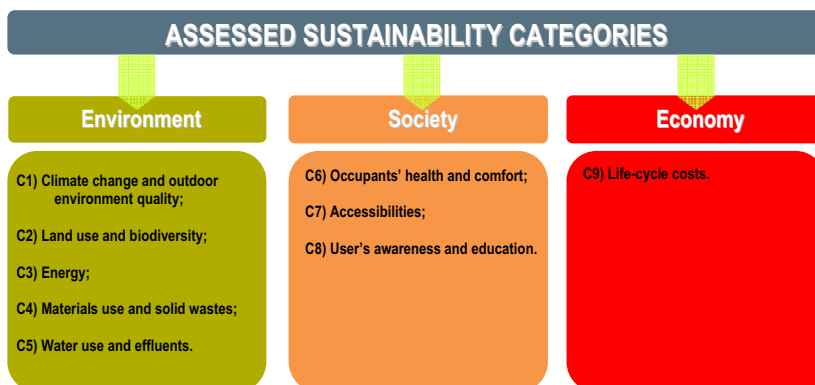 ASSESSED SUSTAINABILITY CATEGORIES
Environment
C1) Climate change and outdoor
environment quality;
C2) Land use and biodiversity;
C3) Energy;
C4) Materials use and solid wastes;
C5) Water use and effluents.
Society
C6) Occupants’ health and comfort;
C7) Accessibilities;
C8) User’s awareness and education.
Economy
C9) Life-cycle costs.